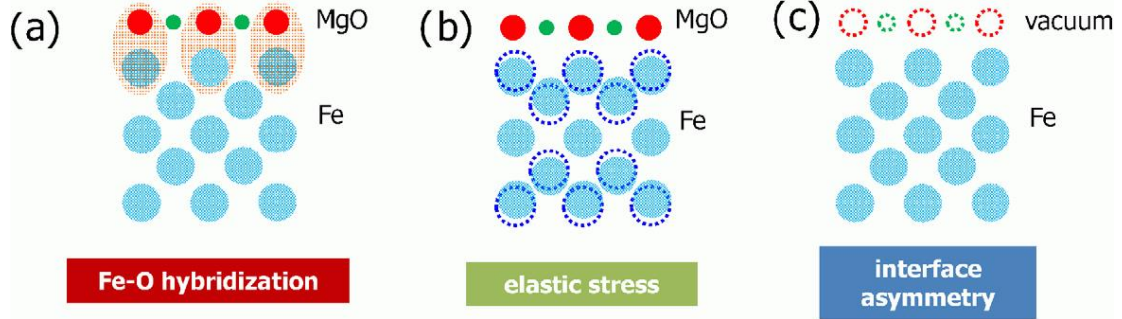 (a)
MgO
Fe
Fe-O hybridization
(b)
MgO
Fe
elastic stress
(c)
vacuum
Fe
interface
asymmetry